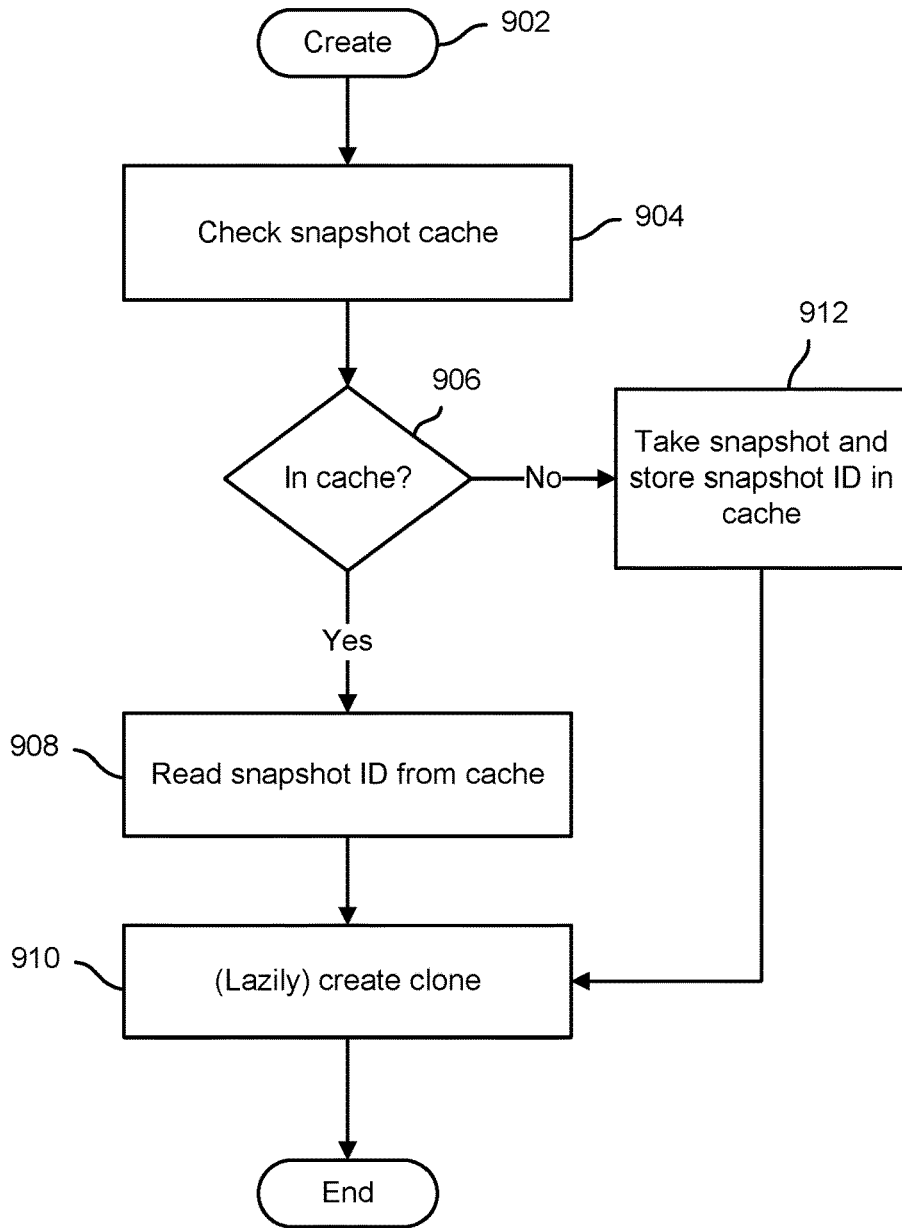 Create
902
Check snapshot cache
904
906
912
In cache?
No
Take snapshot and
store snapshot ID in
cache
Yes
908
Read snapshot ID from cache
910
(Lazily) create clone
End